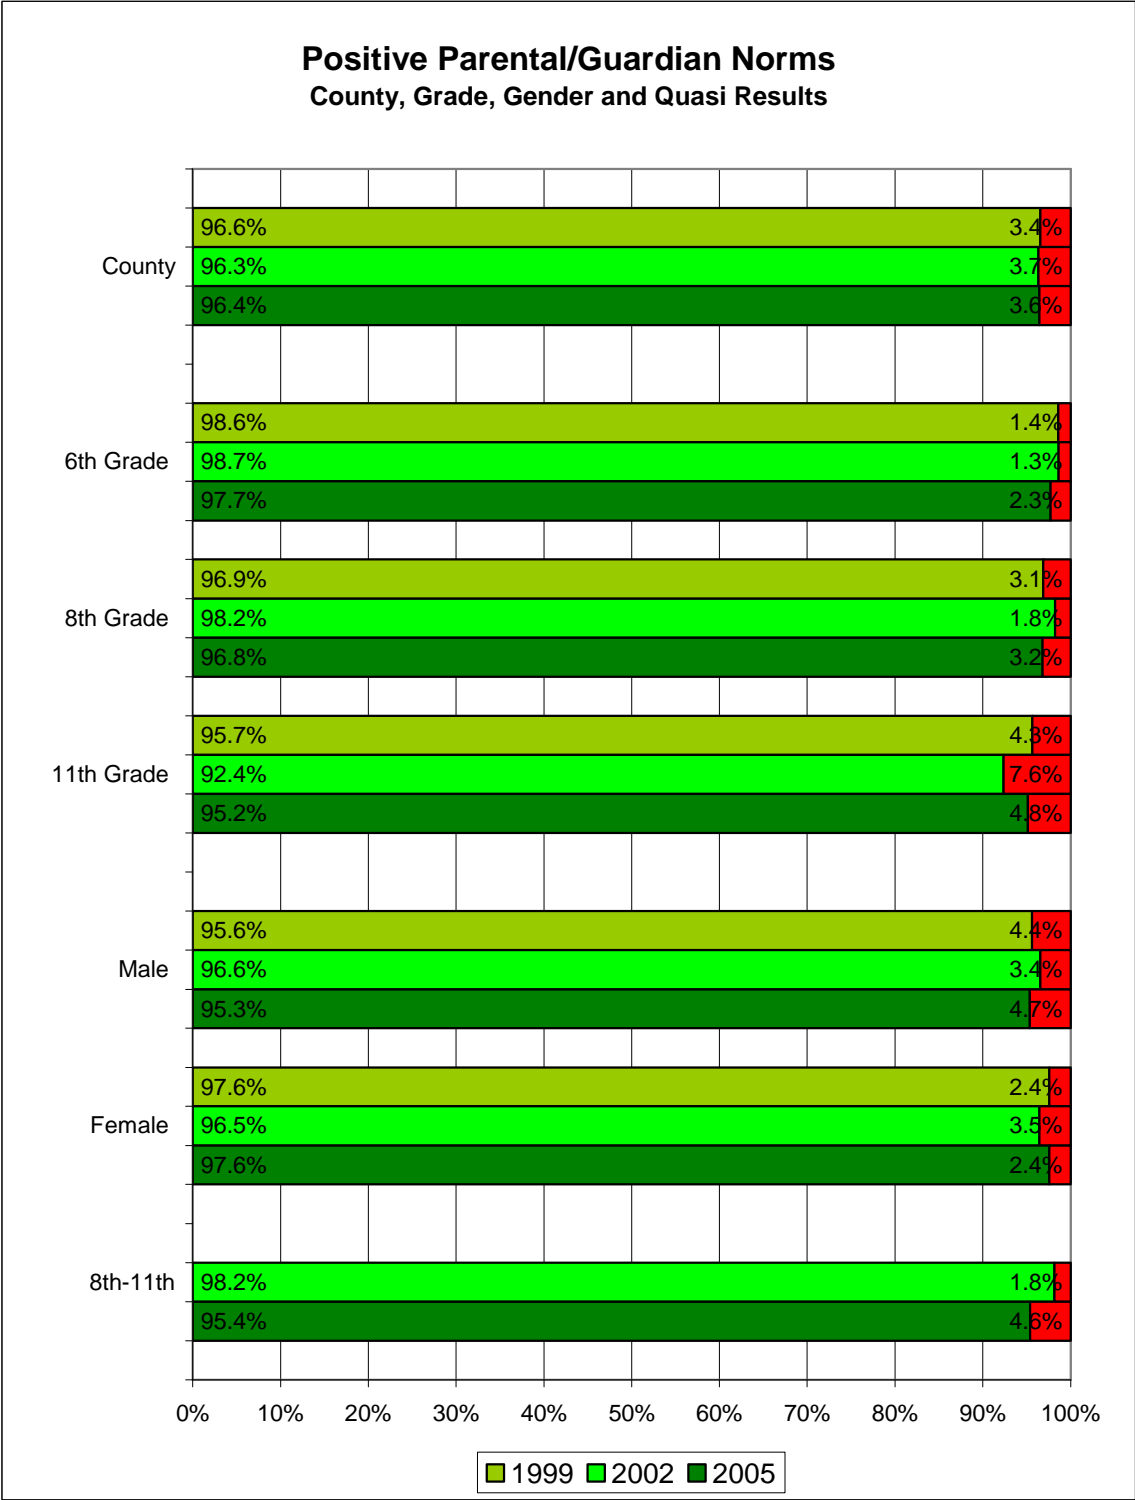 Positive Parental/Guardian Norms
County, Grade, Gender and Quasi Results
96.6% 3.4%
County 96.3% 3.7%
96.4% 3.6%
98.6% 1.4%
6th Grade 98.7% 1.3%
97.7% 2.3%
96.9% 3.1%
8th Grade 98.2% 1.8%
96.8% 3.2%
95.7% 4.3%
11th Grade 92.4% 7.6%
95.2% 4.8%
95.6% 4.4%
Male 96.6% 3.4%
95.3% 4.7%
97.6% 2.4%
Female 96.5% 3.5%
97.6% 2.4%
8th-11th 98.2% 1.8%
95.4% 4.6%
0% 10% 20% 30% 40% 50% 60% 70% 80% 90% 100%
1999 2002 2005